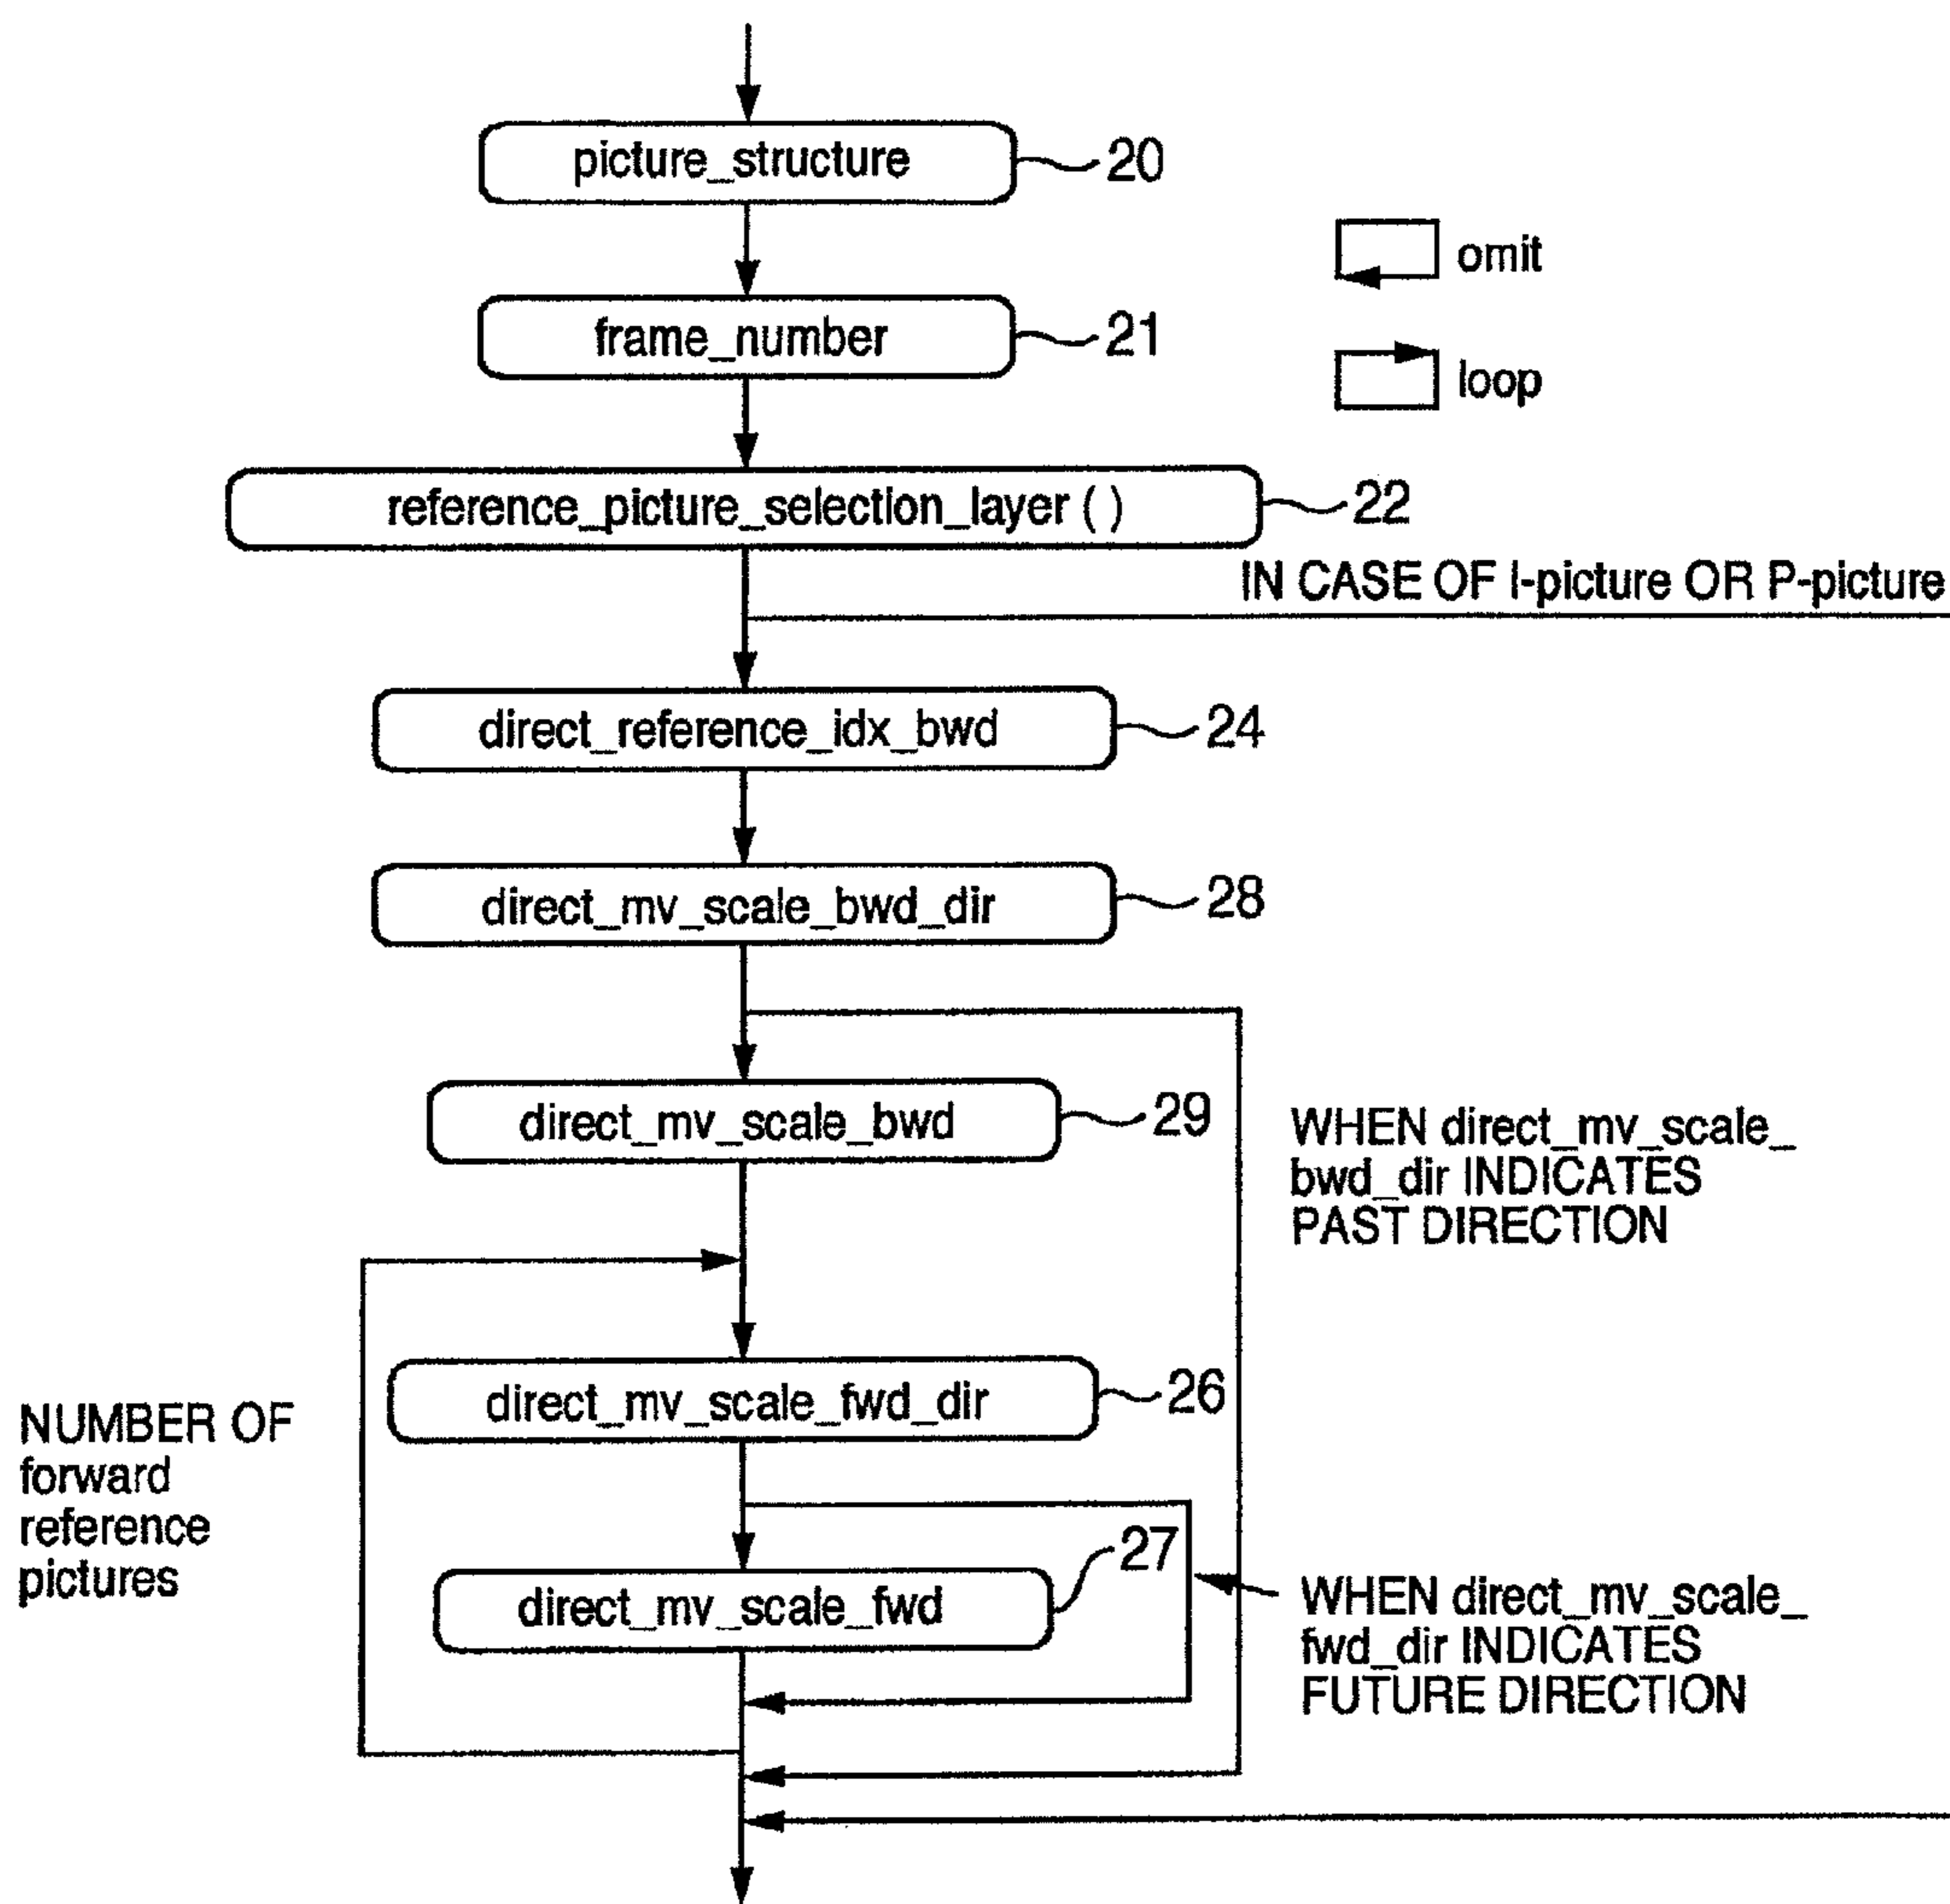 picture_structure
20
omit
frame_number
21
loop
reference_picture_selection_layer ( )
22
IN CASE OF I-picture OR P-picture
direct_reference_idx_bwd
24
direct_mv_scale_bwd_dir
28
direct_mv_scale_bwd
29
WHEN direct_mv_scale_
bwd_dir INDICATES
PAST DIRECTION
direct_mv_scale_fwd_dir
26
NUMBER OF
forward
reference
pictures
direct_mv_scale_fwd
27
WHEN direct_mv_scale_
fwd_dir INDICATES
FUTURE DIRECTION